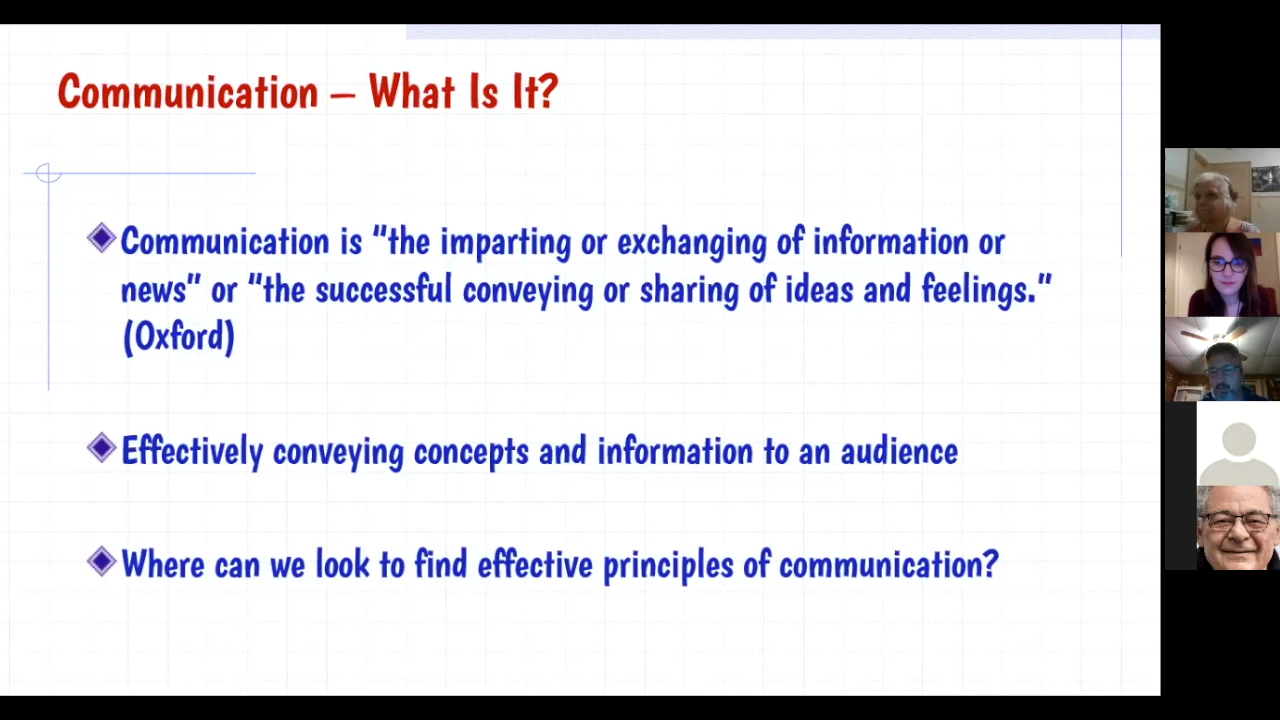 Communication – What Is It?
Communication is “the imparting or exchanging of information or
news” or “the successful conveying or sharing of ideas and feelings.”
(Oxford)
Effectively conveying concepts and information to an audience
Where can we look to find effective principles of communication?